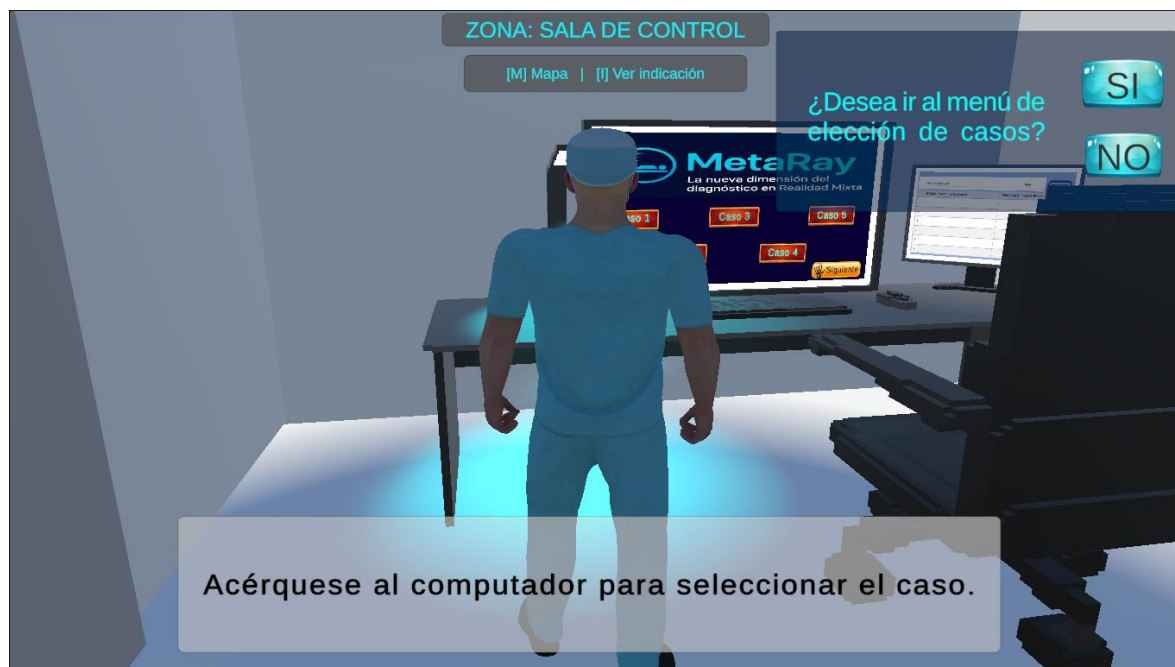 ZONA: SALA DE CONTROL
[M] Mapa | [I] Ver indicación
¿Desea ir al menú de
elección de casos?
SI
NO
MetaRay
La nueva dimensión del
diagnóstico en Realidad Mixta
Caso 3
Caso 5
Caso 4
Siguiente
Acérquese al computador para seleccionar el caso.